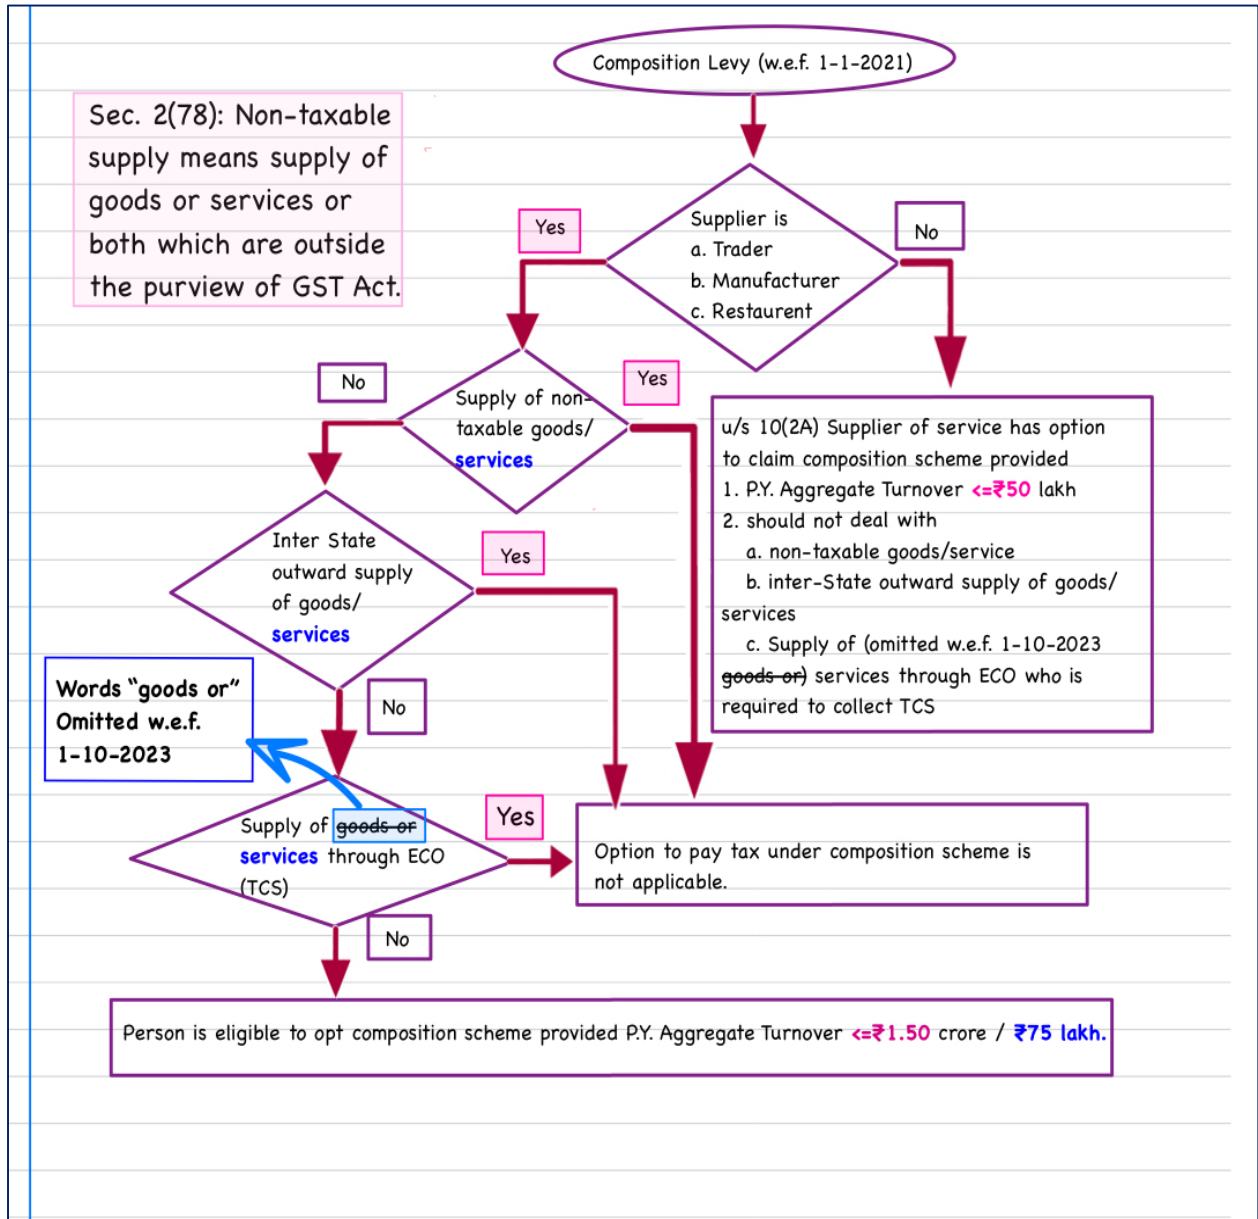 Composition Levy (w.e.f. 1-1-2021)
Sec. 2(78): Non-taxable
supply means supply of
goods or services or
both which are outside
the purview of GST Act.
Supplier is
a. Trader
b. Manufacturer
c. Restaurent
Yes
No
No
Supply of non-
taxable goods/
services
Yes
u/s 10(2A) Supplier of service has option
to claim composition scheme provided
1. P.Y. Aggregate Turnover <=₹50 lakh
2. should not deal with
a. non-taxable goods/service
b. inter-State outward supply of goods/
services
c. Supply of (omitted w.e.f. 1-10-2023
goods or) services through ECO who is
required to collect TCS
Inter State
outward supply
of goods/
services
Yes
No
Words “goods or”
Omitted w.e.f.
1-10-2023
Supply of goods or
services through ECO
(TCS)
Yes
Option to pay tax under composition scheme is
not applicable.
No
Person is eligible to opt composition scheme provided P.Y. Aggregate Turnover <=₹1.50 crore / ₹75 lakh.